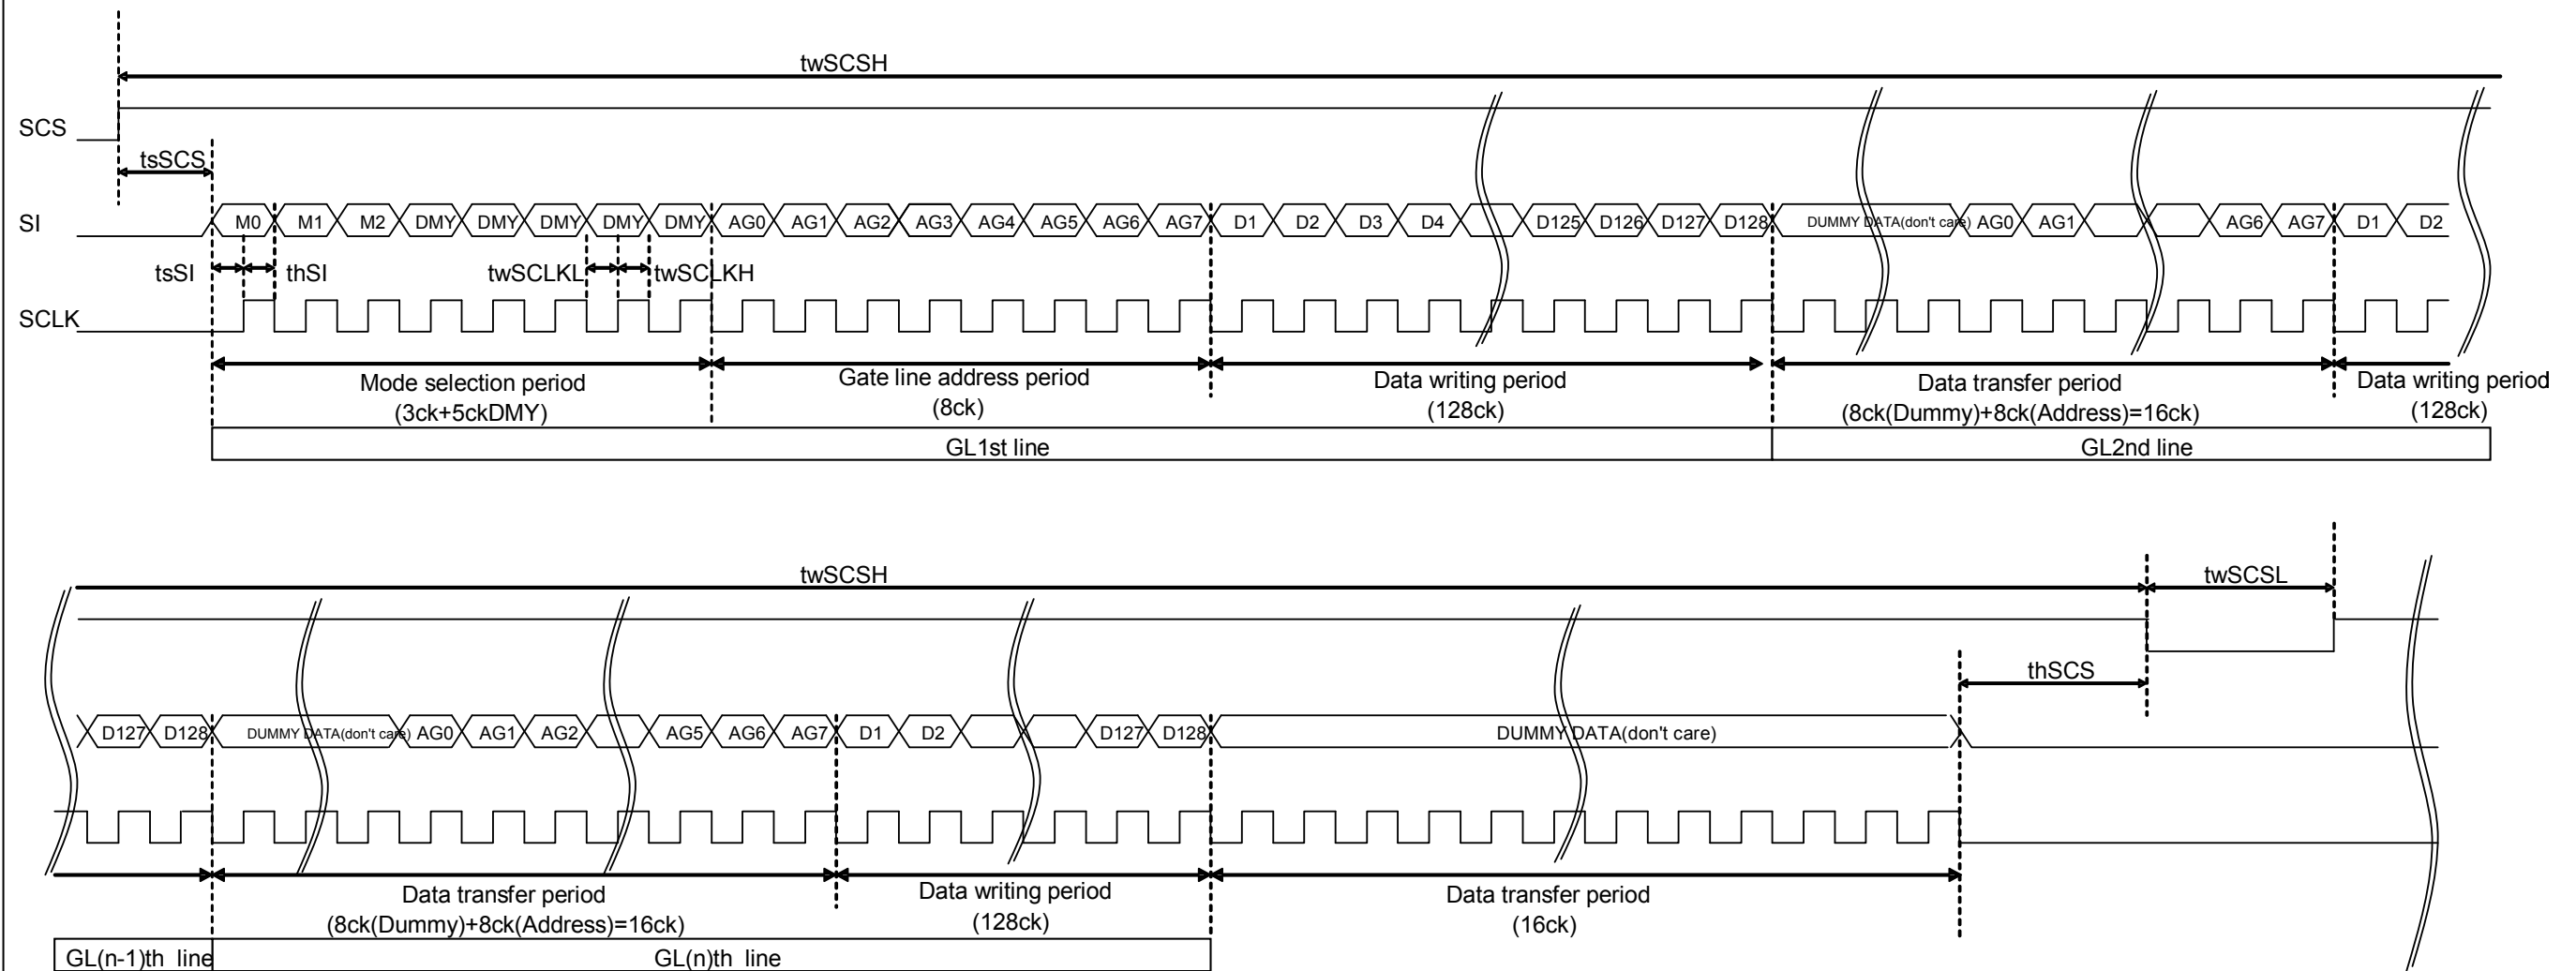 twSCSH
SCS
tsSCS
SI M0 M1 M2 DMY DMY DMY DMY DMY AG0 AG1 AG2 AG3 AG4 AG5 AG6 AG7 D1 D2 D3 D4 D125 D126 D127 D128 DUMMY DATA(don't care) AG0 AG1 AG6 AG7 D1 D2
tsSI thSI twSCLKL twSCLKH
SCLK
Mode selection period
(3ck+5ckDMY)
Gate line address period
(8ck)
Data writing period
(128ck)
Data transfer period
(8ck(Dummy)+8ck(Address)=16ck)
Data writing period
(128ck)
GL1st line GL2nd line
twSCSH twSCSL
thSCS
D127 D128 DUMMY DATA(don't care) AG0 AG1 AG2 AG5 AG6 AG7 D1 D2 D127 D128 DUMMY DATA(don't care)
Data transfer period
(8ck(Dummy)+8ck(Address)=16ck)
Data writing period
(128ck)
Data transfer period
(16ck)
GL(n-1)th line GL(n)th line